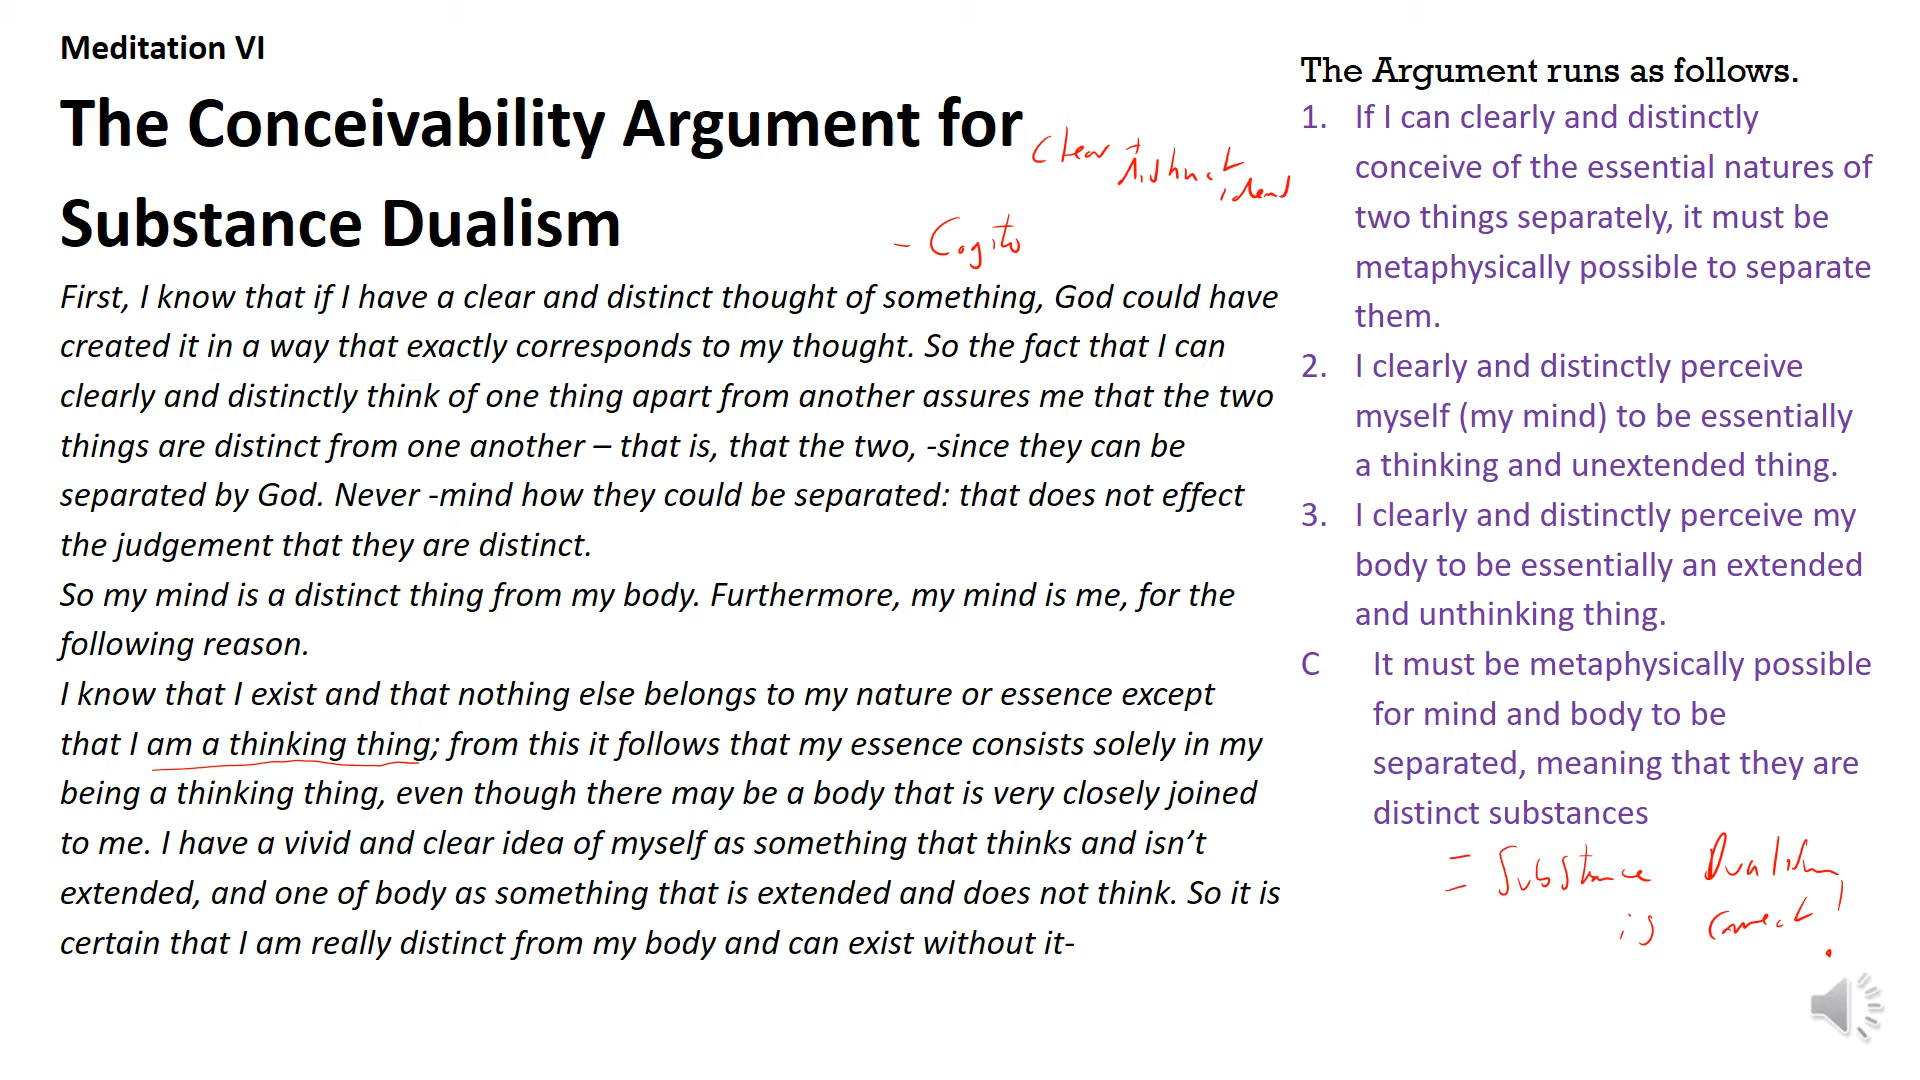 Meditation VI
The Conceivability Argument for
Substance Dualism
clear + distinct
ideas
- Cogito
First, I know that if I have a clear and distinct thought of something, God could have
created it in a way that exactly corresponds to my thought. So the fact that I can
clearly and distinctly think of one thing apart from another assures me that the two
things are distinct from one another – that is, that the two, -since they can be
separated by God. Never -mind how they could be separated: that does not effect
the judgement that they are distinct.
So my mind is a distinct thing from my body. Furthermore, my mind is me, for the
following reason.
I know that I exist and that nothing else belongs to my nature or essence except
that I am a thinking thing; from this it follows that my essence consists solely in my
being a thinking thing, even though there may be a body that is very closely joined
to me. I have a vivid and clear idea of myself as something that thinks and isn’t
extended, and one of body as something that is extended and does not think. So it is
certain that I am really distinct from my body and can exist without it-
The Argument runs as follows.
1. If I can clearly and distinctly
conceive of the essential natures of
two things separately, it must be
metaphysically possible to separate
them.
2. I clearly and distinctly perceive
myself (my mind) to be essentially
a thinking and unextended thing.
3. I clearly and distinctly perceive my
body to be essentially an extended
and unthinking thing.
C It must be metaphysically possible
for mind and body to be
separated, meaning that they are
distinct substances
= Substance Dualism
is correct.